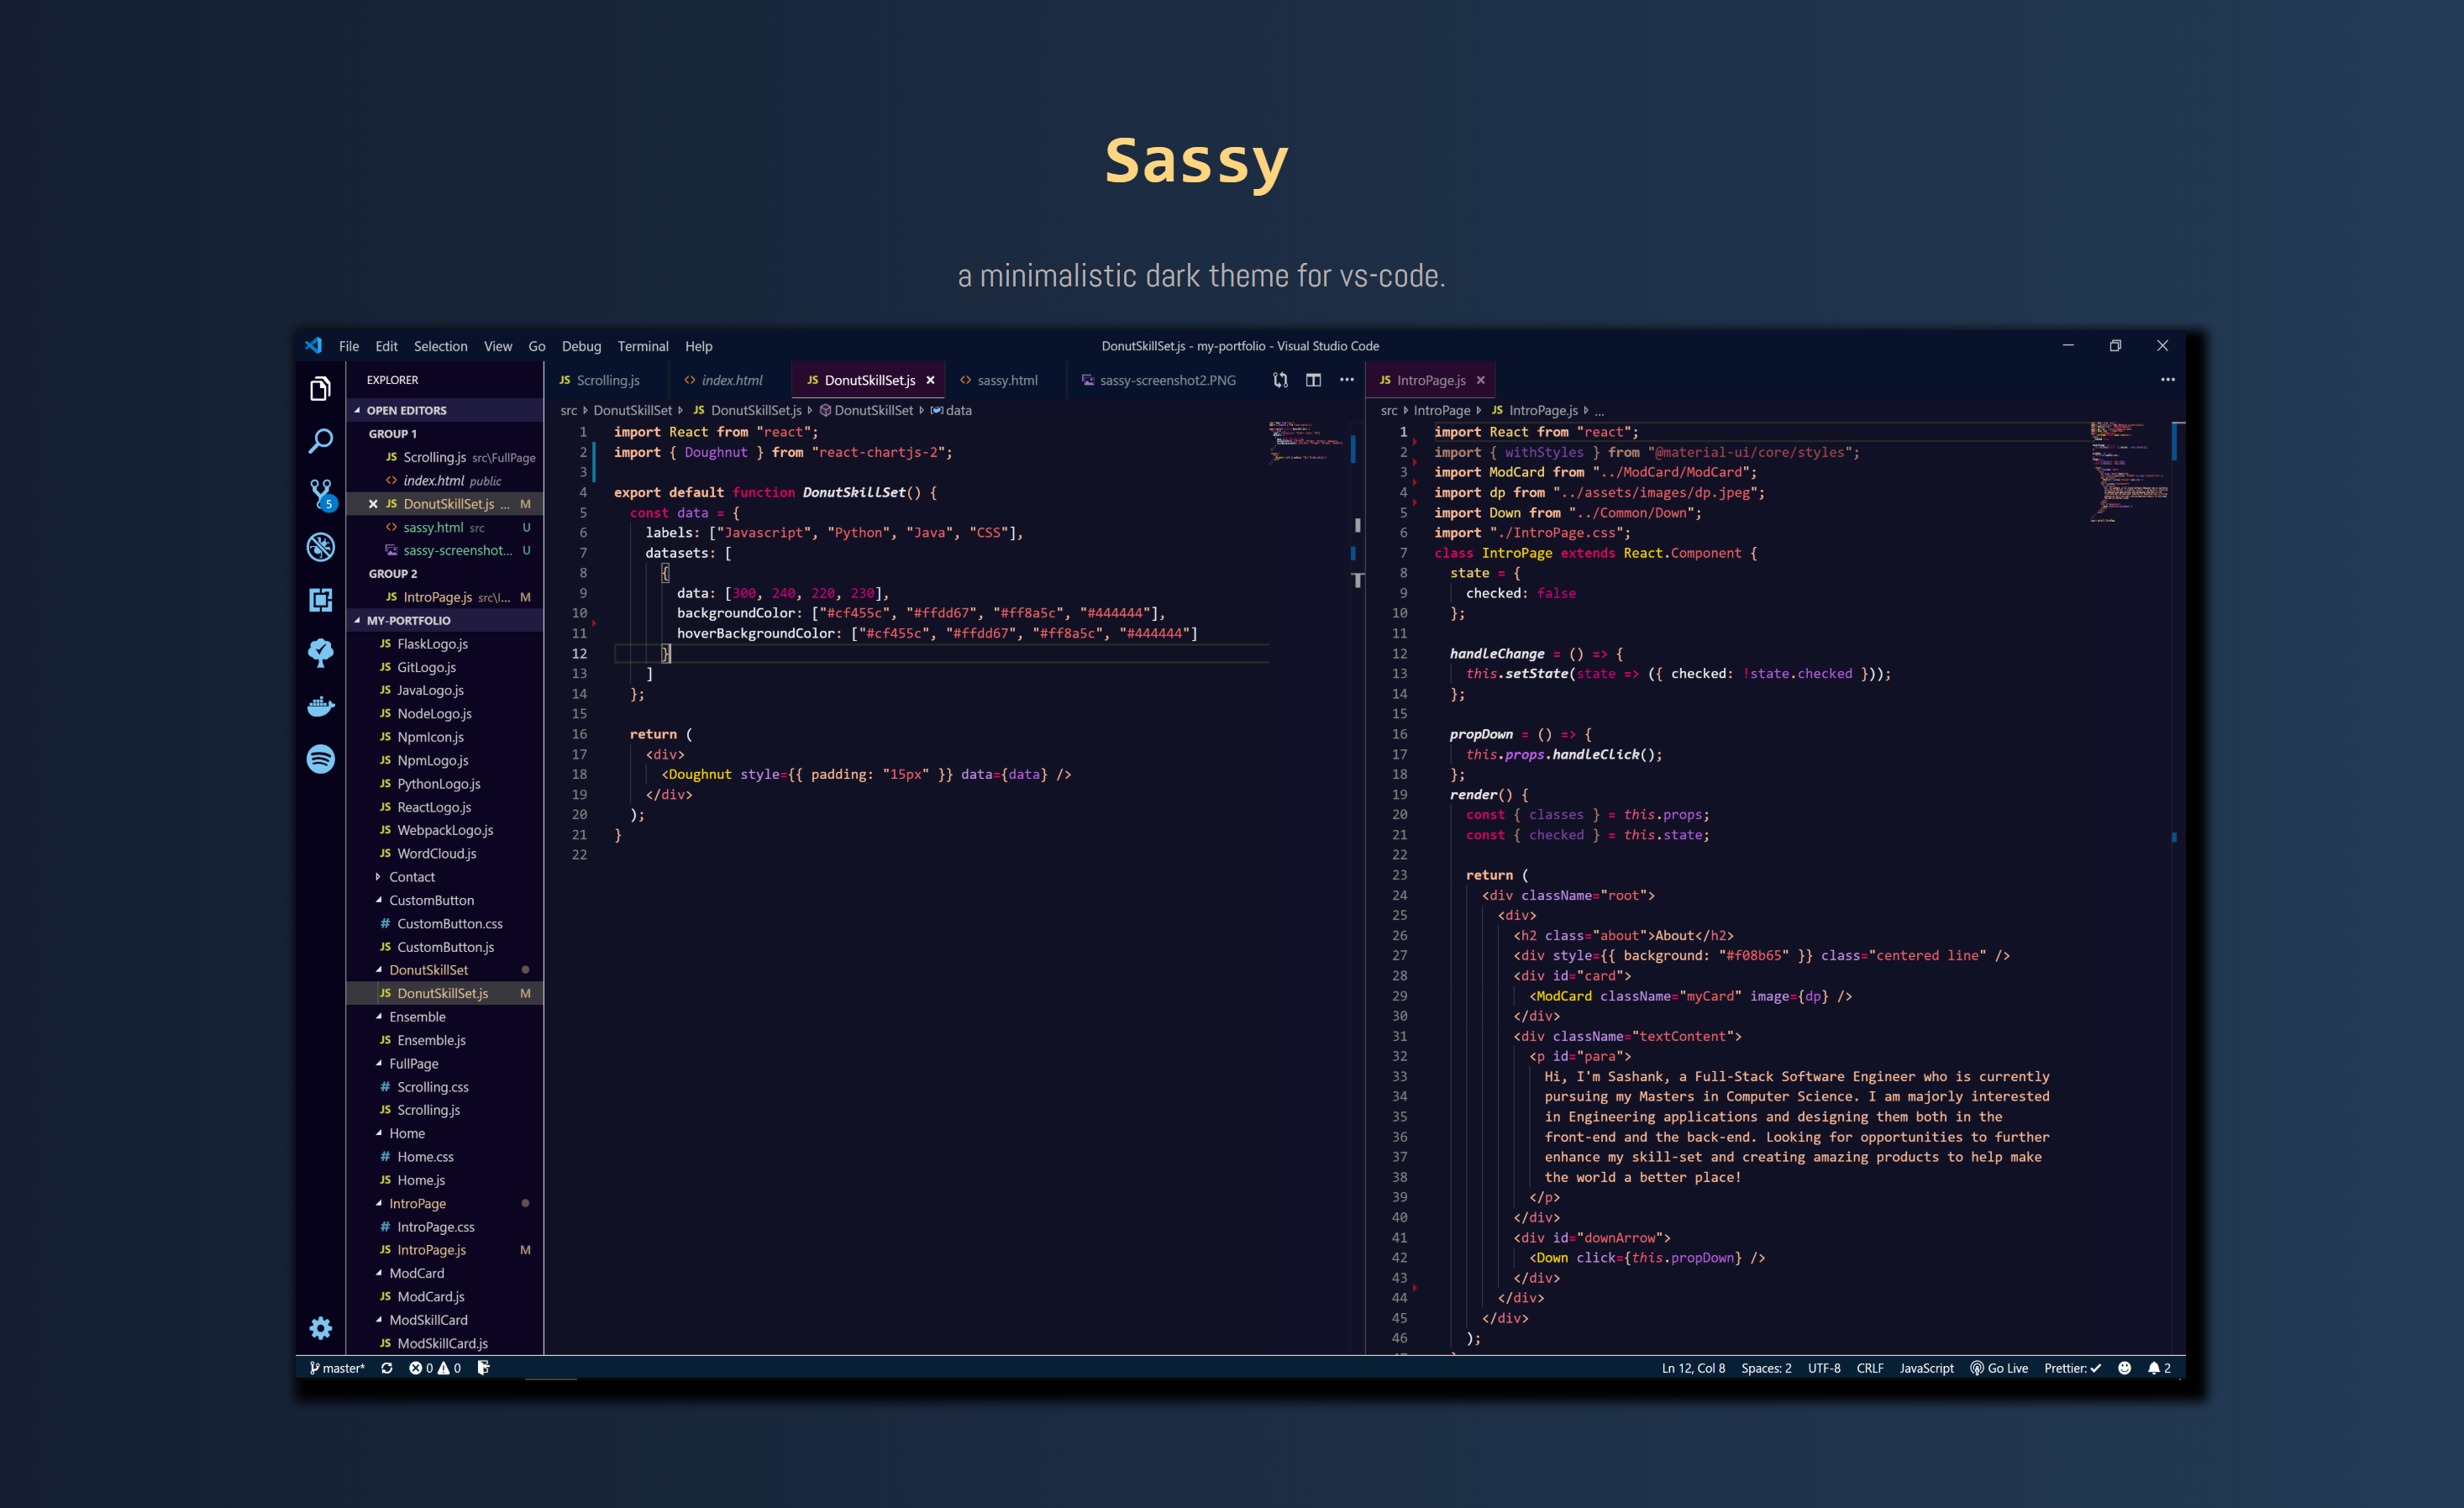 Sassy
a minimalistic dark theme for vs-code.
File Edit Selection View Go Debug Terminal Help
DonutSkillSet.js - my-portfolio - Visual Studio Code
EXPLORER
OPEN EDITORS
GROUP 1
JS Scrolling.js src\FullPage
<> index.html public
JS DonutSkillSet.js ... M
<> sassy.html src U
sassy-screenshot... U
GROUP 2
JS IntroPage.js src\I... M
MY-PORTFOLIO
JS FlaskLogo.js
JS GitLogo.js
JS JavaLogo.js
JS NodeLogo.js
JS NpmIcon.js
JS NpmLogo.js
JS PythonLogo.js
JS ReactLogo.js
JS WebpackLogo.js
JS WordCloud.js
Contact
CustomButton
# CustomButton.css
JS CustomButton.js
DonutSkillSet
JS DonutSkillSet.js M
Ensemble
JS Ensemble.js
FullPage
# Scrolling.css
JS Scrolling.js
Home
# Home.css
JS Home.js
IntroPage
# IntroPage.css
JS IntroPage.js M
ModCard
JS ModCard.js
ModSkillCard
JS ModSkillCard.js
5
JS Scrolling.js <> index.html JS DonutSkillSet.js <> sassy.html sassy-screenshot2.PNG
src DonutSkillSet JS DonutSkillSet.js DonutSkillSet data
1 import React from "react";
2 import { Doughnut } from "react-chartjs-2";
3
4 export default function DonutSkillSet() {
5 const data = {
6 labels: ["Javascript", "Python", "Java", "CSS"],
7 datasets: [
8 {
9 data: [300, 240, 220, 230],
10 backgroundColor: ["#cf455c", "#ffdd67", "#ff8a5c", "#444444"],
11 hoverBackgroundColor: ["#cf455c", "#ffdd67", "#ff8a5c", "#444444"]
12 }
13 ]
14 };
15
16 return (
17 <div>
18 <Doughnut style={{ padding: "15px" }} data={data} />
19 </div>
20 );
21 }
22
JS IntroPage.js
src IntroPage JS IntroPage.js ...
1 import React from "react";
2 import { withStyles } from "@material-ui/core/styles";
3 import ModCard from "../ModCard/ModCard";
4 import dp from "../assets/images/dp.jpeg";
5 import Down from "../Common/Down";
6 import "./IntroPage.css";
7 class IntroPage extends React.Component {
8 state = {
9 checked: false
10 };
11
12 handleChange = () => {
13 this.setState(state => ({ checked: !state.checked }));
14 };
15
16 propDown = () => {
17 this.props.handleClick();
18 };
19 render() {
20 const { classes } = this.props;
21 const { checked } = this.state;
22
23 return (
24 <div className="root">
25 <div>
26 <h2 class="about">About</h2>
27 <div style={{ background: "#f08b65" }} class="centered line" />
28 <div id="card">
29 <ModCard className="myCard" image={dp} />
30 </div>
31 <div className="textContent">
32 <p id="para">
33 Hi, I'm Sashank, a Full-Stack Software Engineer who is currently
34 pursuing my Masters in Computer Science. I am majorly interested
35 in Engineering applications and designing them both in the
36 front-end and the back-end. Looking for opportunities to further
37 enhance my skill-set and creating amazing products to help make
38 the world a better place!
39 </p>
40 </div>
41 <div id="downArrow">
42 <Down click={this.propDown} />
43 </div>
44 </div>
45 </div>
46 );
master* 0 0
Ln 12, Col 8 Spaces: 2 UTF-8 CRLF JavaScript Go Live Prettier: ✓ 2